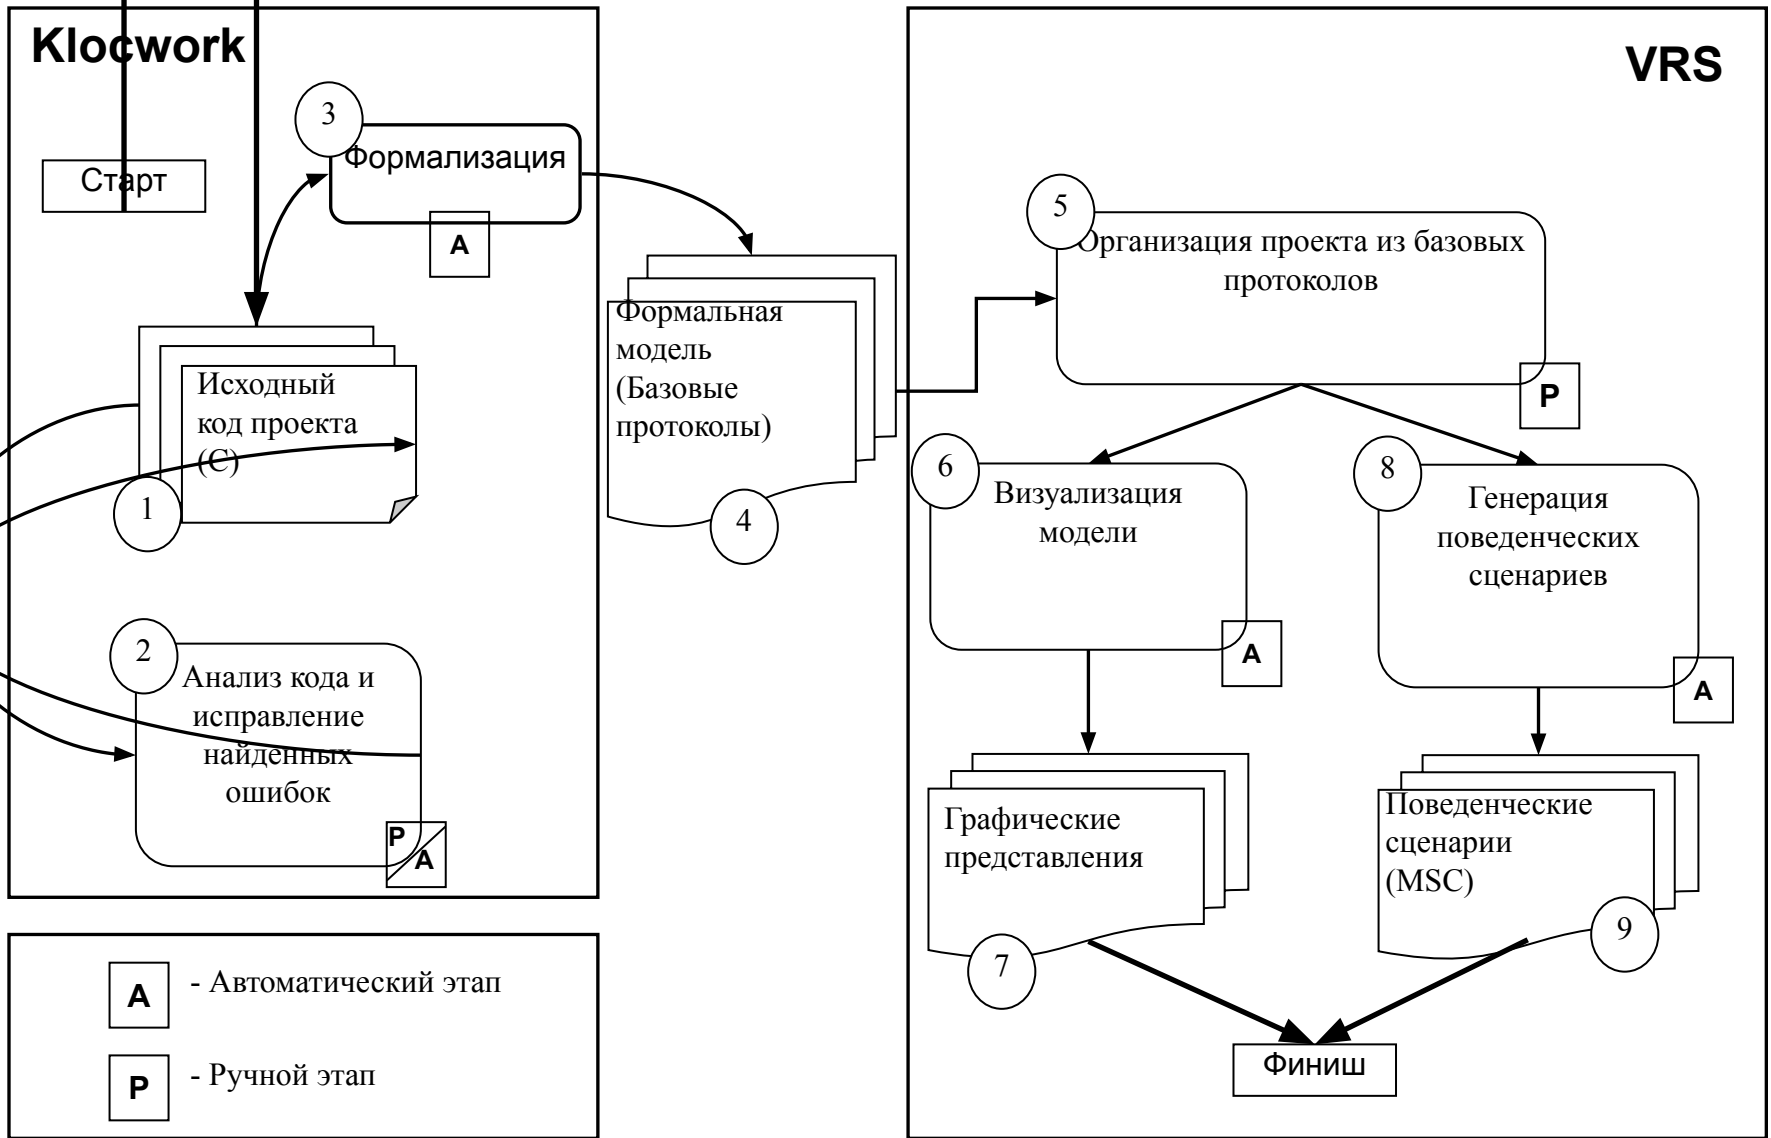 Klocwork
3
Формализация
A
Старт
Исходный
код проекта
(C)
1
2
Анализ кода и
исправление
найденных
ошибок
P
A
Формальная
модель
(Базовые
протоколы)
4
VRS
5
Организация проекта из базовых
протоколов
P
6
Визуализация
модели
A
8
Генерация
поведенческих
сценариев
A
Графические
представления
7
Поведенческие
сценарии
(MSC)
9
Финиш
A
- Автоматический этап
P
- Ручной этап